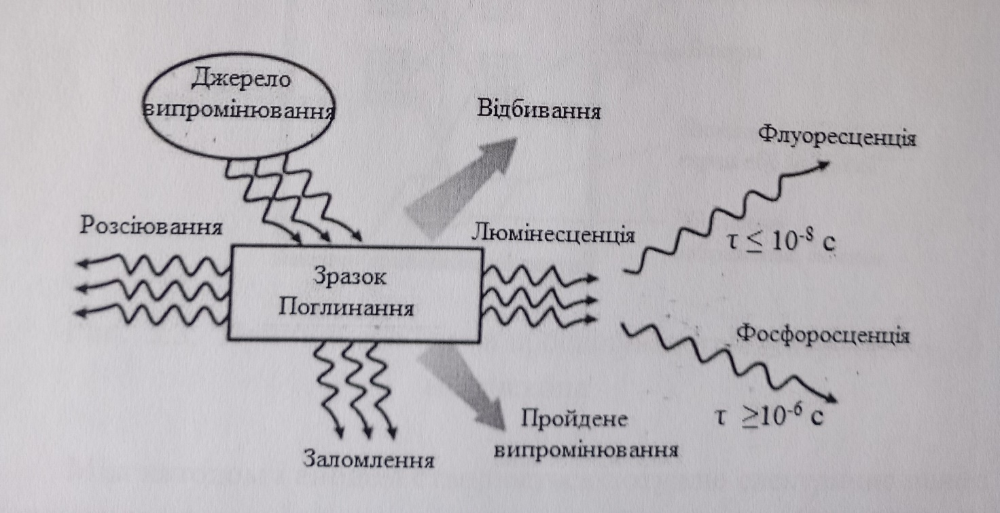 Джерело
випромінювання
Відбивання
Флуоресценція
Розсіювання
Люмінесценція
τ ≤ 10⁻⁸ с
Зразок
Поглинання
Фосфоросценція
τ ≥10⁻⁶ с
Пройдене
випромінювання
Заломлення